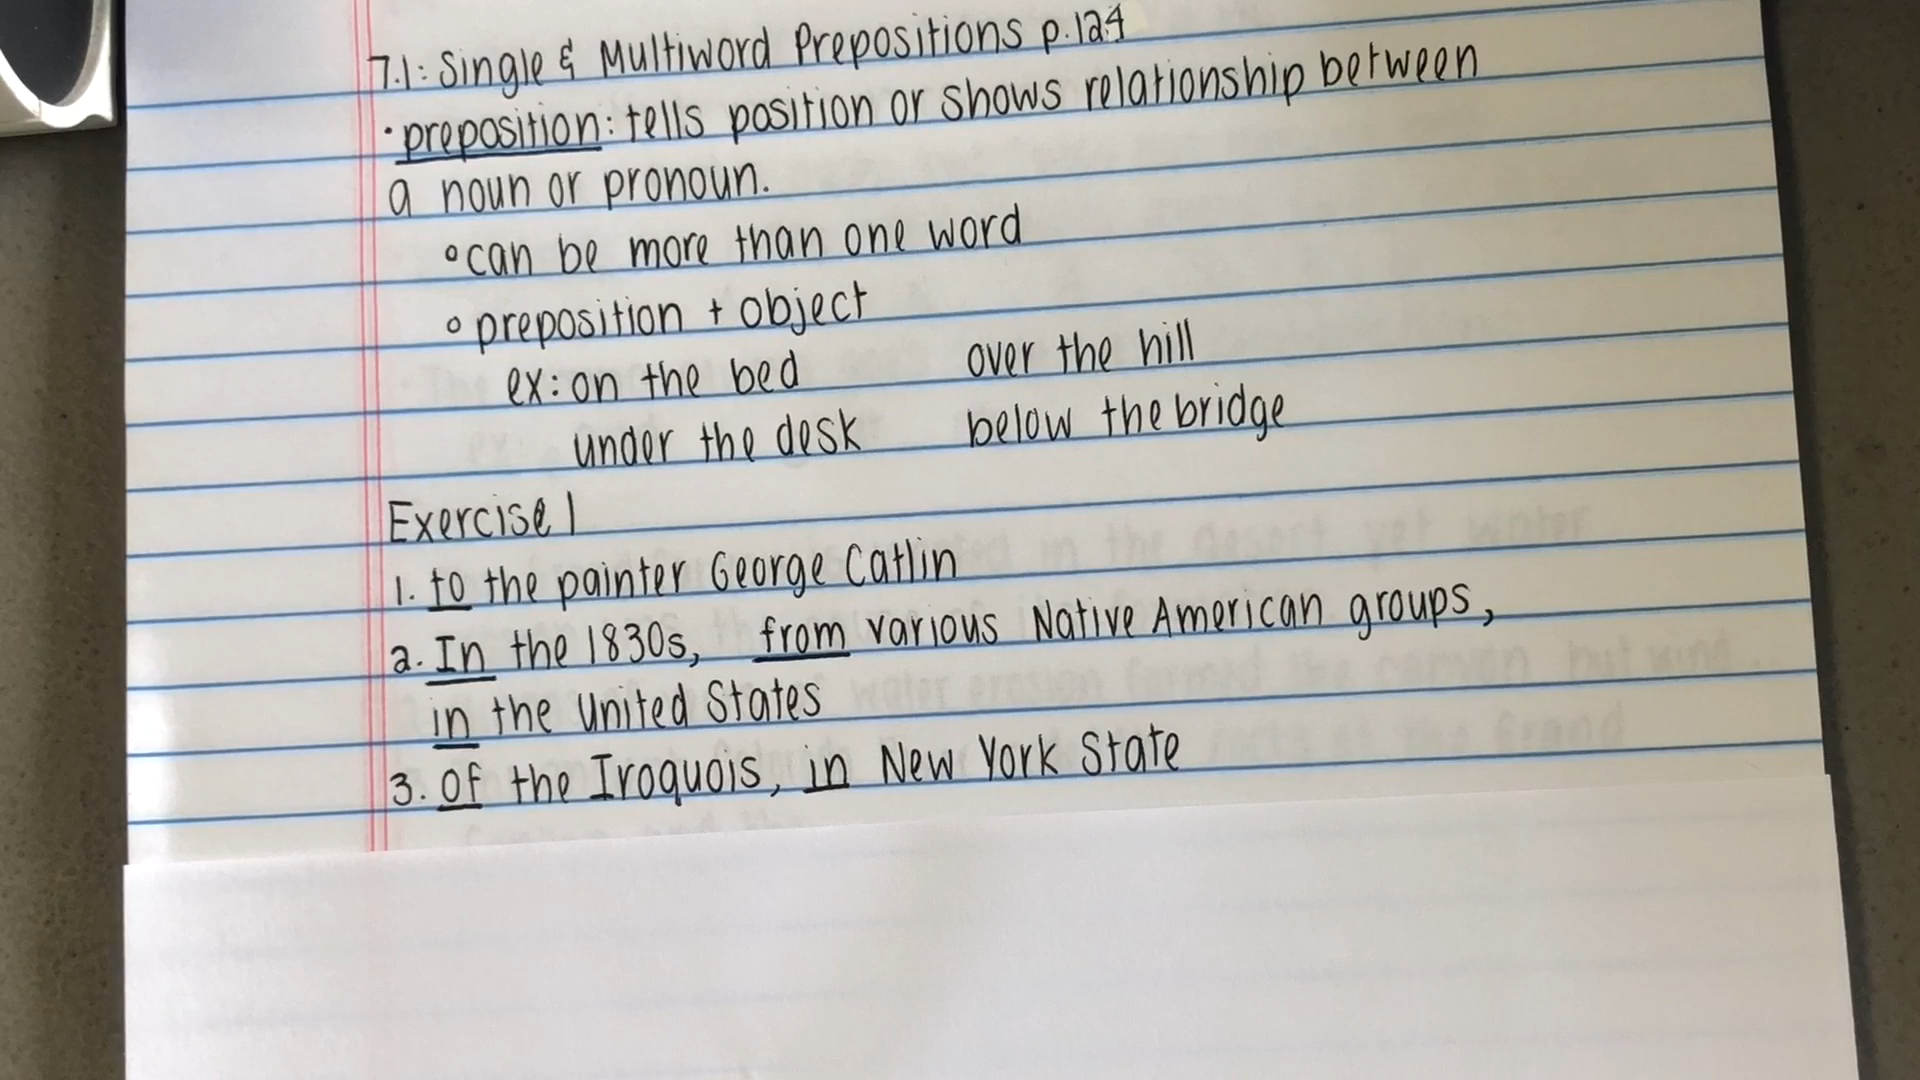 7.1: Single & Multiword Prepositions p.124
· preposition: tells position or shows relationship between
a noun or pronoun.
∘ can be more than one word
∘ preposition + object
ex: on the bed over the hill
under the desk below the bridge
Exercise 1
1. to the painter George Catlin
2. In the 1830s, from various Native American groups,
in the United States
3. Of the Iroquois, in New York State